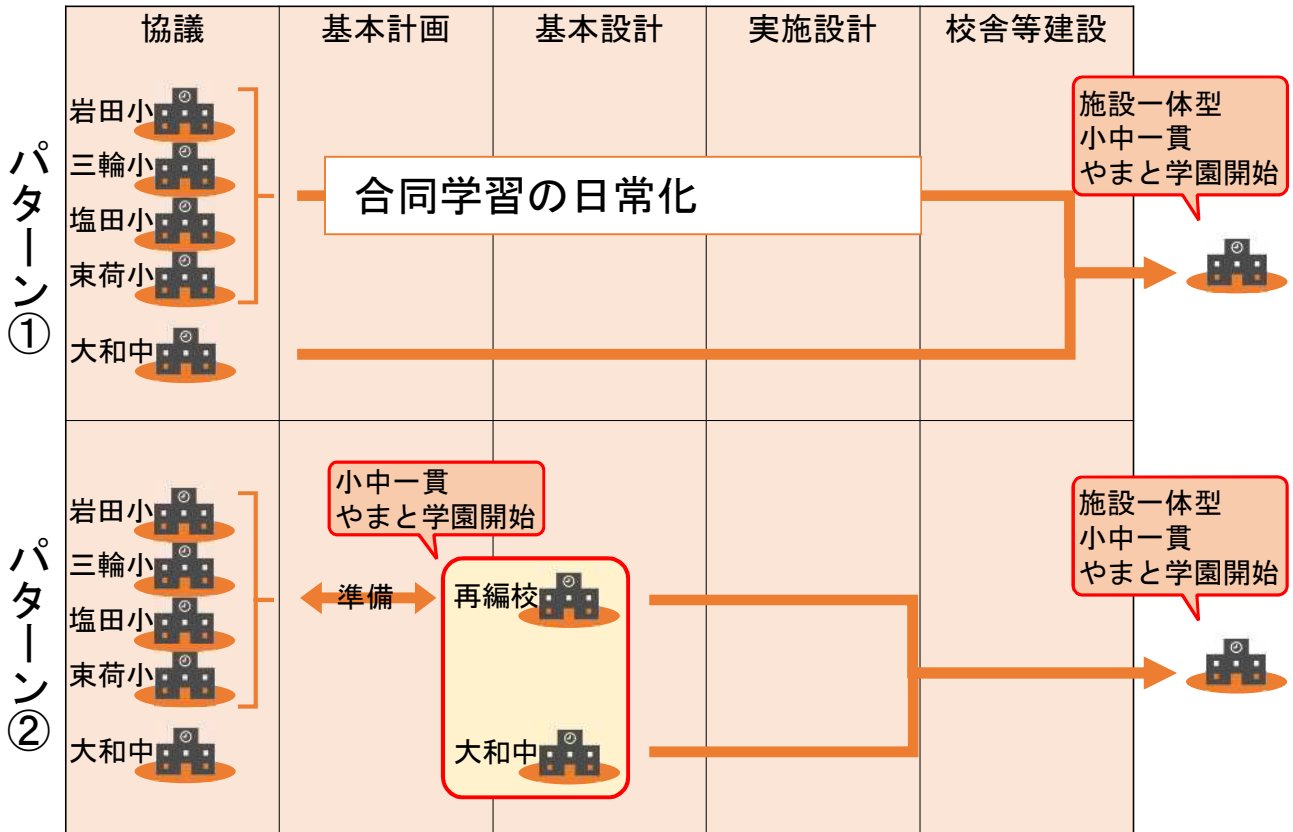 協議
基本計画
基本設計
実施設計
校舎等建設
パターン①
岩田小
三輪小
塩田小
束荷小
大和中
合同学習の日常化
施設一体型
小中一貫
やまと学園開始
パターン②
岩田小
三輪小
塩田小
束荷小
大和中
準備
小中一貫
やまと学園開始
再編校
大和中
施設一体型
小中一貫
やまと学園開始